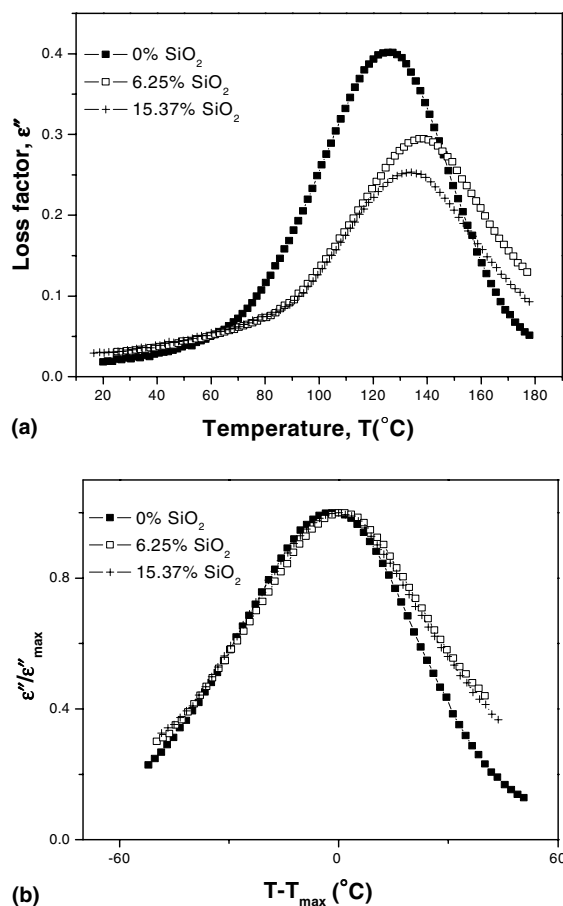 0.4
0.3
0.2
0.1
0.0
Loss factor, ε″
0% SiO₂
6.25% SiO₂
15.37% SiO₂
20 40 60 80 100 120 140 160 180
Temperature, T(°C)
(a)
0.8
0.4
0.0
ε″/ε″max
0% SiO₂
6.25% SiO₂
15.37% SiO₂
-60 0 60
T-Tmax (°C)
(b)